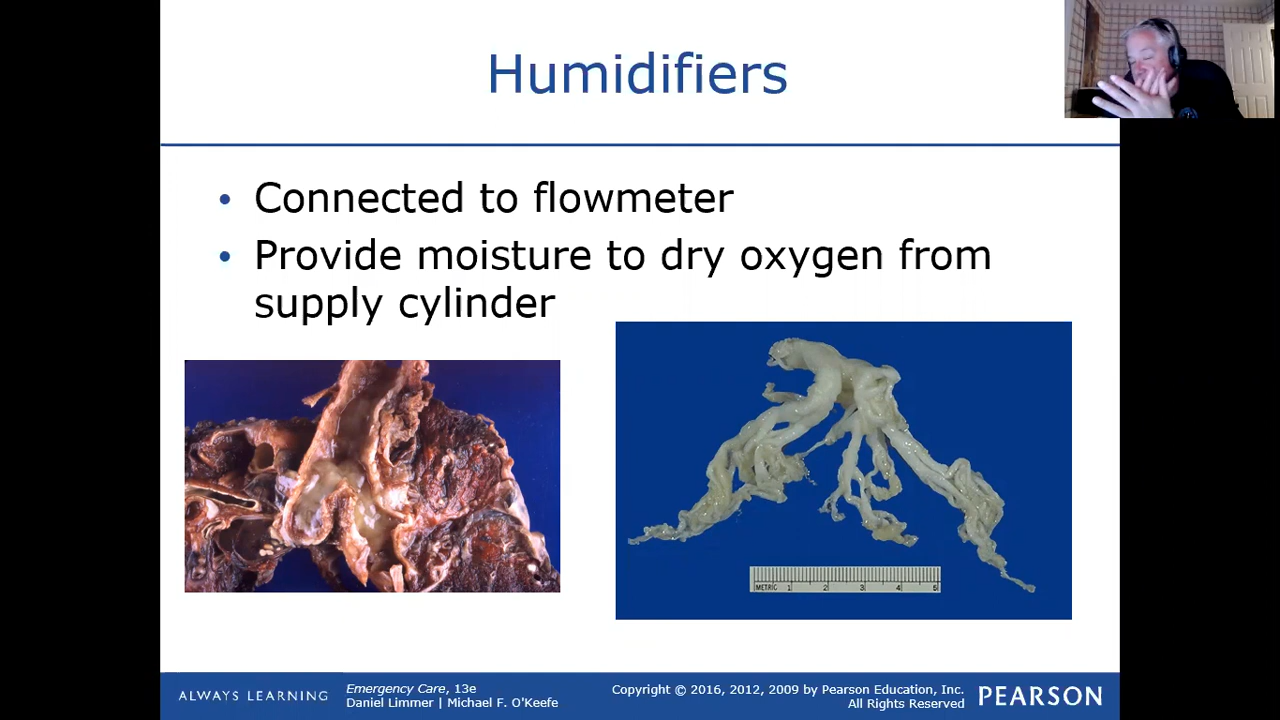 Humidifiers
• Connected to flowmeter
• Provide moisture to dry oxygen from
supply cylinder
METRIC 1 2 3 4 5
ALWAYS LEARNING
Emergency Care, 13e
Daniel Limmer | Michael F. O'Keefe
Copyright © 2016, 2012, 2009 by Pearson Education, Inc.
All Rights Reserved
PEARSON